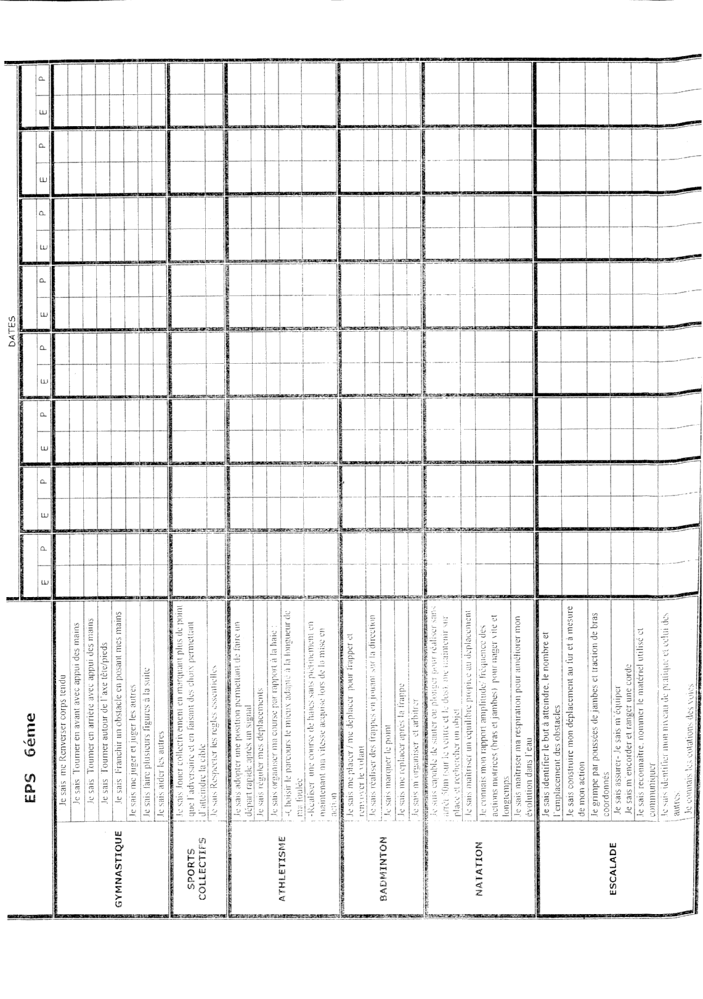 EPS 6éme
DATES
E P E P E P E P E P E P E P E P
GYMNASTIQUE
Je sais me Renverser corps tendu
Je sais Tourner en avant avec appui des mains
Je sais Tourner en arrière avec appui des mains
Je sais Tourner autour de l'axe tête/pieds
Je sais Franchir un obstacle en posant mes mains
Je sais me juger et juger les autres
Je sais faire plusieurs figures à la suite
Je sais aider les autres
SPORTS
COLLECTIFS
Je sais Jouer collectivement en marquant plus de point
que l'adversaire et en faisant des choix permettant
d'atteindre la cible
Je sais Respecter les regles essentielles
ATHLETISME
Je sais adopter une position permettant de faire un
départ rapide après un signal
Je sais réguler mes déplacements
Je sais organiser ma course par rapport à la haie :
-Choisir le parcours le mieux adapte à la longueur de
ma foulée
-Réaliser une course de haies sans piétinement en
maintenant ma vitesse acquise lors de la mise en
action
BADMINTON
Je sais me placer / me deplacer pour frapper et
renvoyer le volant
Je sais réaliser des frappes en jouant sur la direction
Je sais marquer le point
Je sais me replacer apres la frappe
Je sais m organiser et arbitrer
NATATION
Je suis capable de sauter ou plonger pour réaliser sans
arrêt 50m (sur le ventre et le dos), me maintenir sur
place et rechercher un objet
Je sais maitriser un equilibre propice au deplacement
Je connais mon rapport amplitude/ fréquence des
actions motrices (bras et jambes) pour nager vite et
longtemps
Je sais maîtriser ma respiraton pour améliorer mon
évolution dans l'eau
ESCALADE
Je sais identifier le but à atteindre, le nombre et
l'emplacement des obstacles
Je sais construire mon déplacement au fur et à mesure
de mon action
Je grimpe par poussées de jambes et traction de bras
coordonnés
Je sais assurer- Je sais m'équiper
Je sais m'encorder et ranger une corde
Je sais reconnaître, nommer le matériel utilisé et
communiquer
Je sais identifier mon niveau de pratique et celui des
autres.
Je connais les cotations des voies